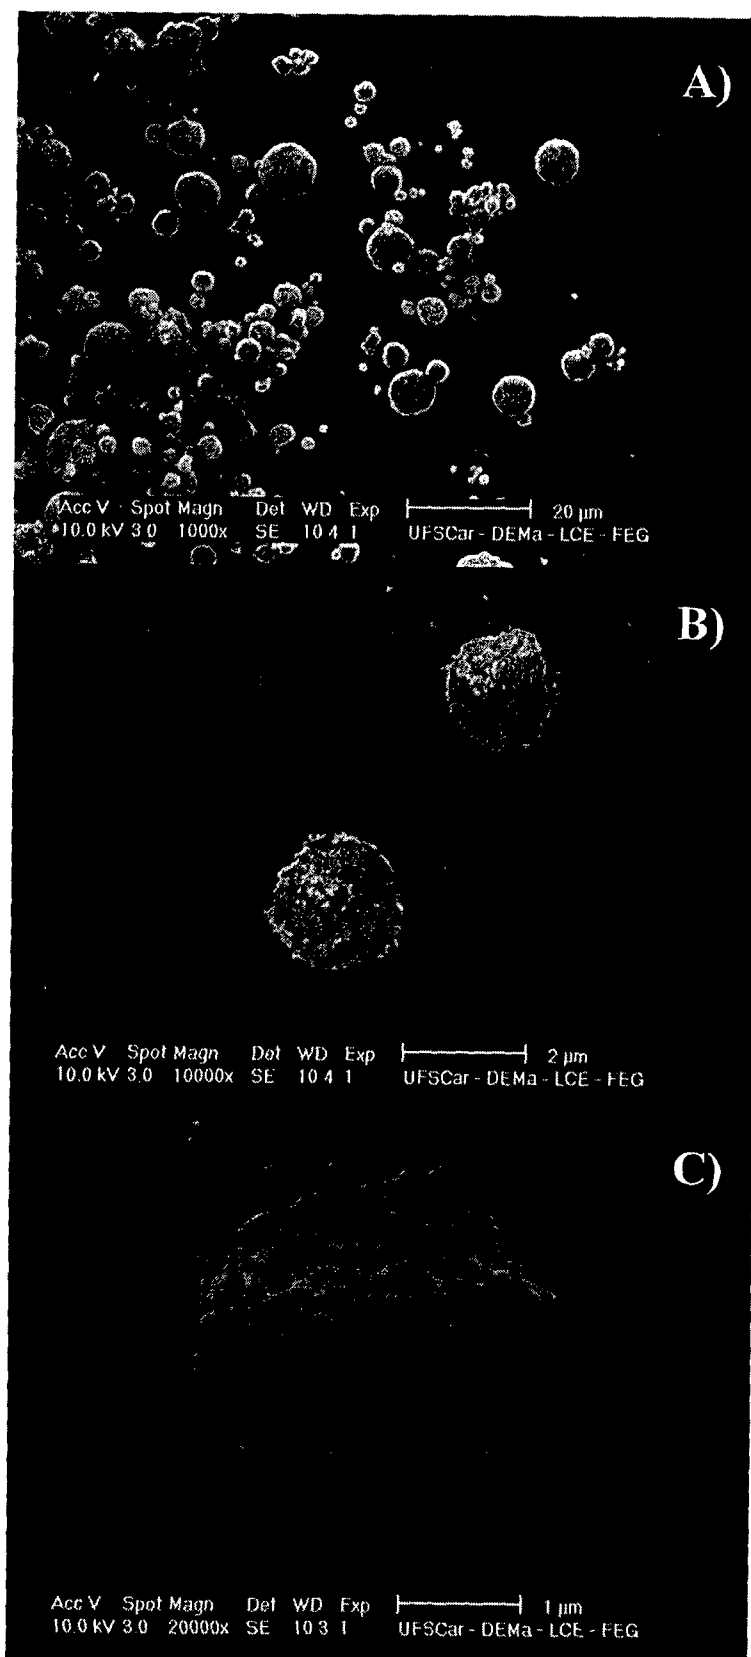 A)
Acc V Spot Magn Det WD Exp 20 µm
10.0 kV 3.0 1000x SE 10.4 1 UFSCar - DEMa - LCE - FEG
B)
Acc V Spot Magn Det WD Exp 2 µm
10.0 kV 3.0 10000x SE 10.4 1 UFSCar - DEMa - LCE - FEG
C)
Acc V Spot Magn Det WD Exp 1 µm
10.0 kV 3.0 20000x SE 10.3 1 UFSCar - DEMa - LCE - FEG